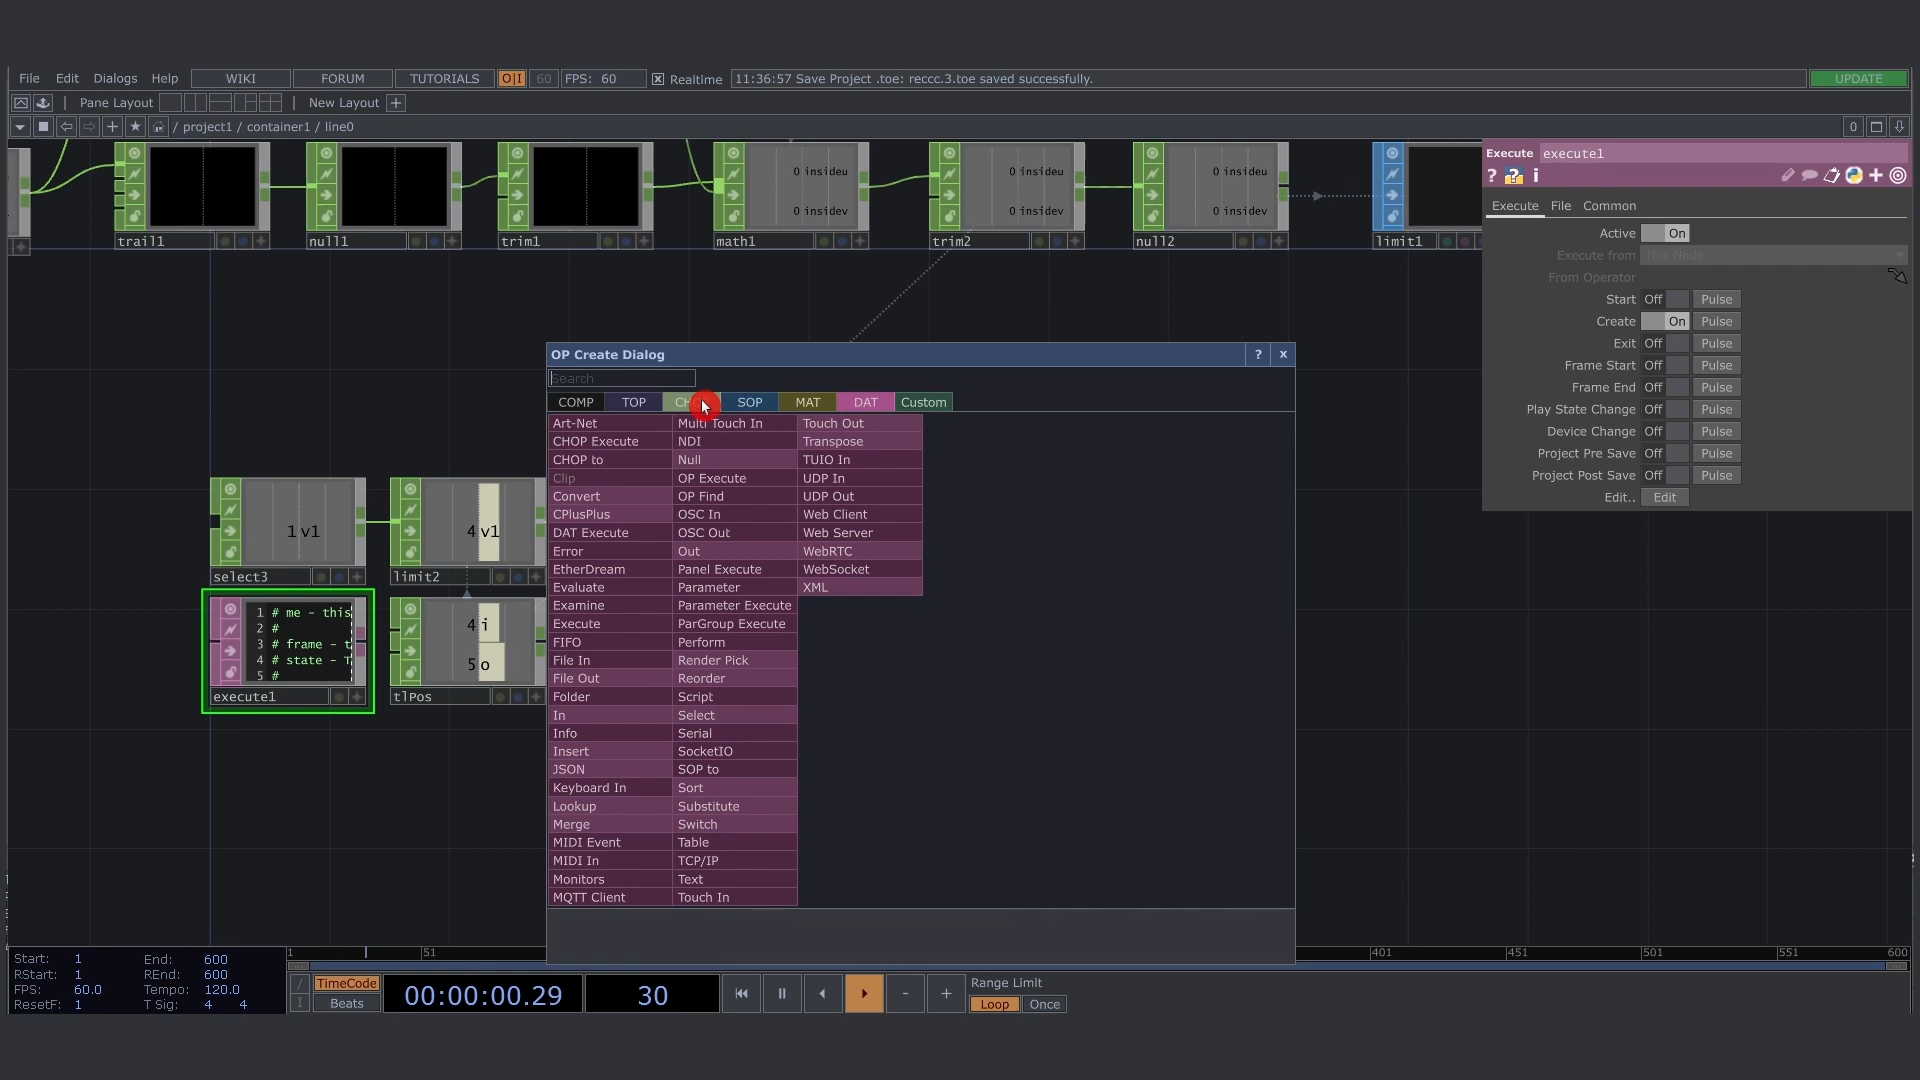 File Edit Dialogs Help WIKI FORUM TUTORIALS O|I 60 FPS: 60 Realtime 11:36:57 Save Project .toe: reccc.3.toe saved successfully. UPDATE
Pane Layout New Layout +
/ project1 / container1 / line0 0
trail1 null1 trim1 math1 trim2 null2 limit1
0 insideu 0 insideu 0 insideu
0 insidev 0 insidev 0 insidev
Execute execute1
Execute File Common
Active On
Execute from This Node
From Operator
Start Off Pulse
Create On Pulse
Exit Off Pulse
Frame Start Off Pulse
Frame End Off Pulse
Play State Change Off Pulse
Device Change Off Pulse
Project Pre Save Off Pulse
Project Post Save Off Pulse
Edit.. Edit
OP Create Dialog ? x
Search
COMP TOP SOP MAT DAT Custom
Art-Net Multi Touch In Touch Out
CHOP Execute NDI Transpose
CHOP to Null TUIO In
Clip OP Execute UDP In
Convert OP Find UDP Out
CPlusPlus OSC In Web Client
DAT Execute OSC Out Web Server
Error Out WebRTC
EtherDream Panel Execute WebSocket
Evaluate Parameter XML
Examine Parameter Execute
Execute ParGroup Execute
FIFO Perform
File In Render Pick
File Out Reorder
Folder Script
In Select
Info Serial
Insert SocketIO
JSON SOP to
Keyboard In Sort
Lookup Substitute
Merge Switch
MIDI Event Table
MIDI In TCP/IP
Monitors Text
MQTT Client Touch In
1 v1 4 v1
select3 limit2
1 # me - this
2 #
3 # frame - t
4 # state - T
5 #
execute1
4 i
5 o
tlPos
1 51 401 451 501 551 600
Start: 1 End: 600
RStart: 1 REnd: 600
FPS: 60.0 Tempo: 120.0
ResetF: 1 T Sig: 4 4
TimeCode
Beats
00:00:00.29 30 - +
Range Limit
Loop Once